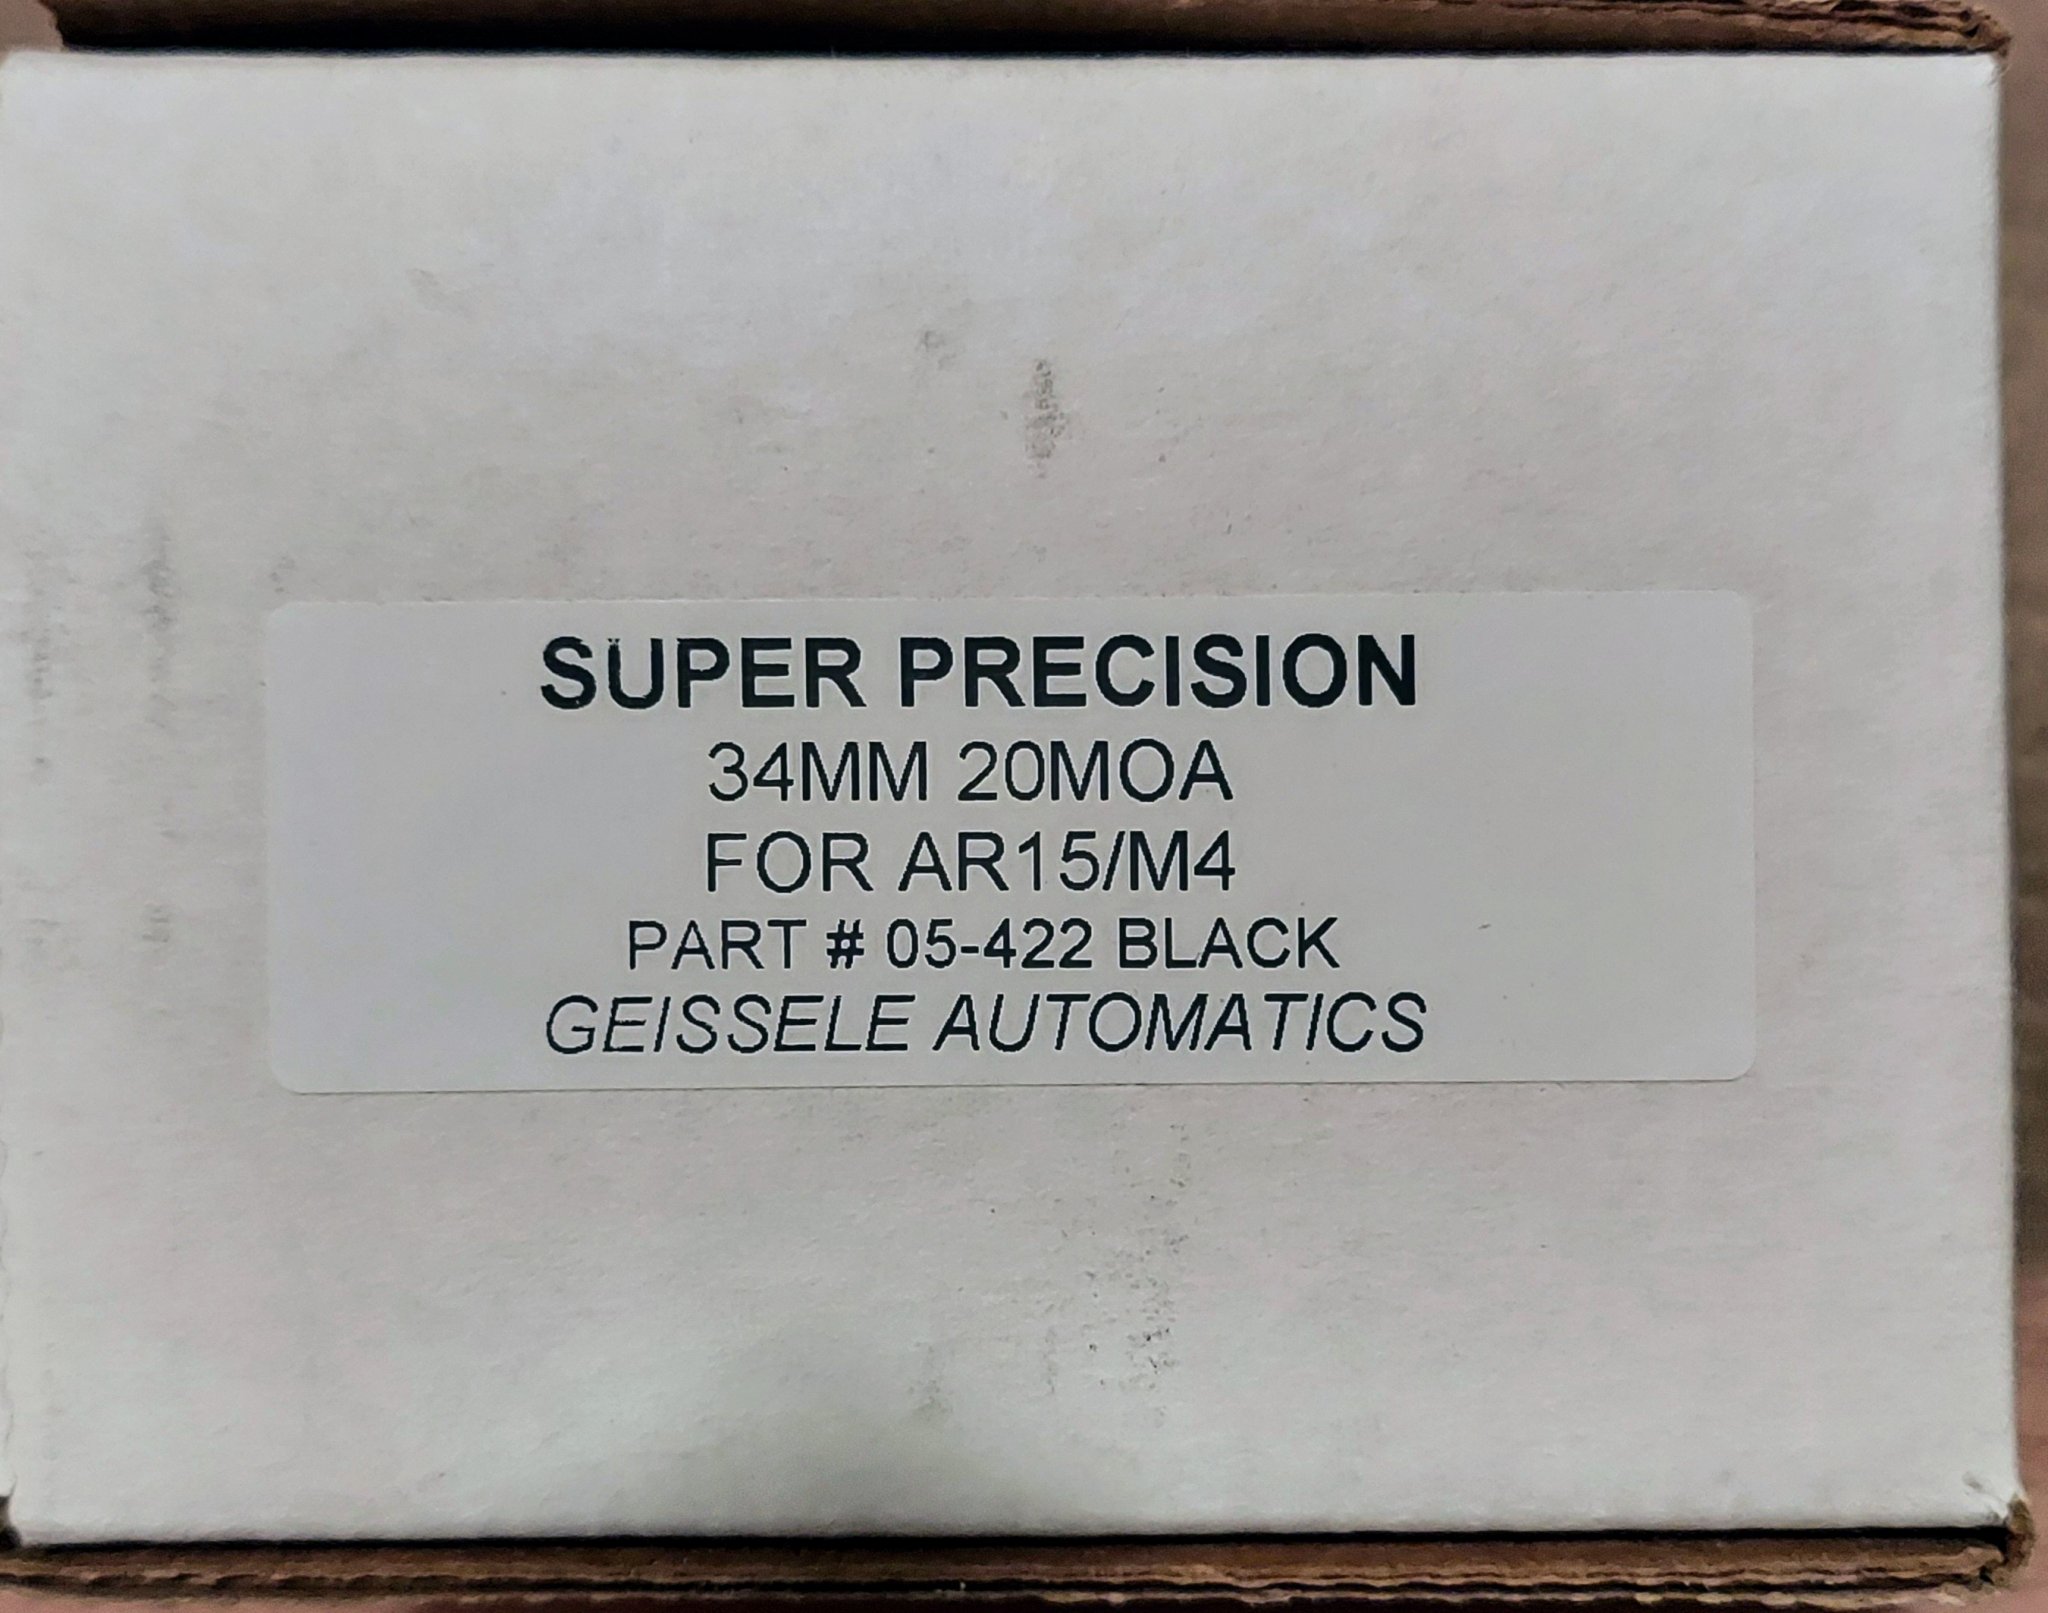 SUPER PRECISION
34MM 20MOA
FOR AR15/M4
PART # 05-422 BLACK
GEISSELE AUTOMATICS